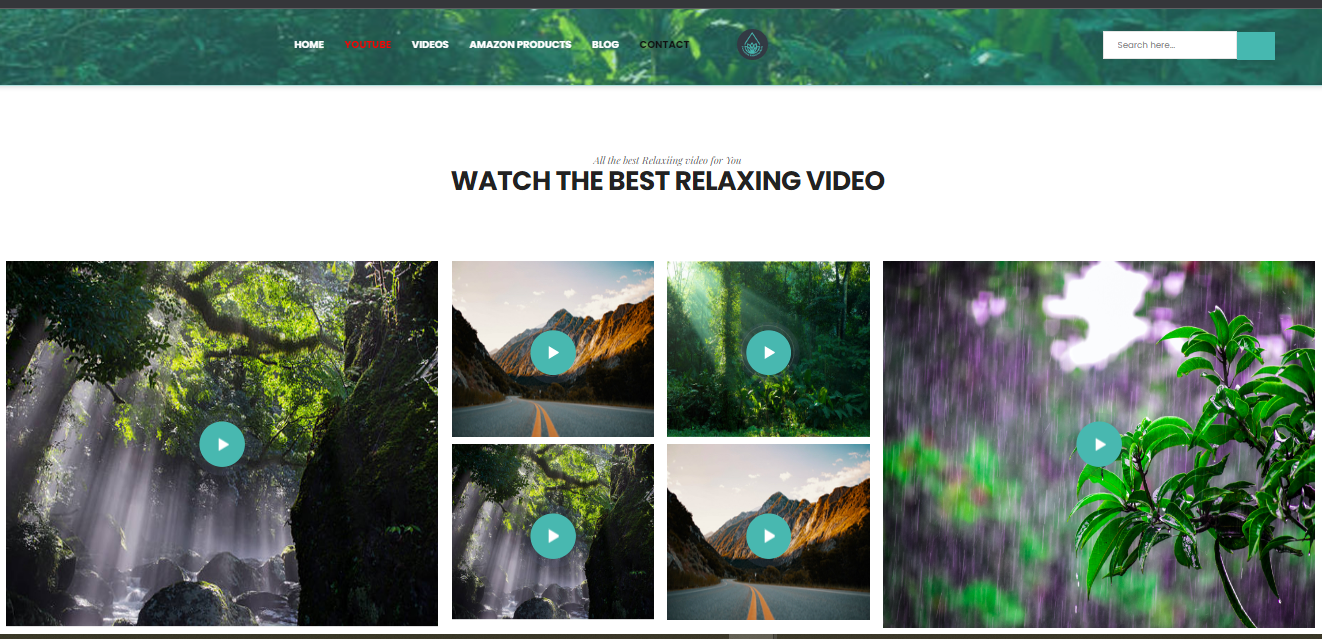 HOME YOUTUBE VIDEOS AMAZON PRODUCTS BLOG CONTACT
Search here...
All the best Relaxiing video for You
WATCH THE BEST RELAXING VIDEO